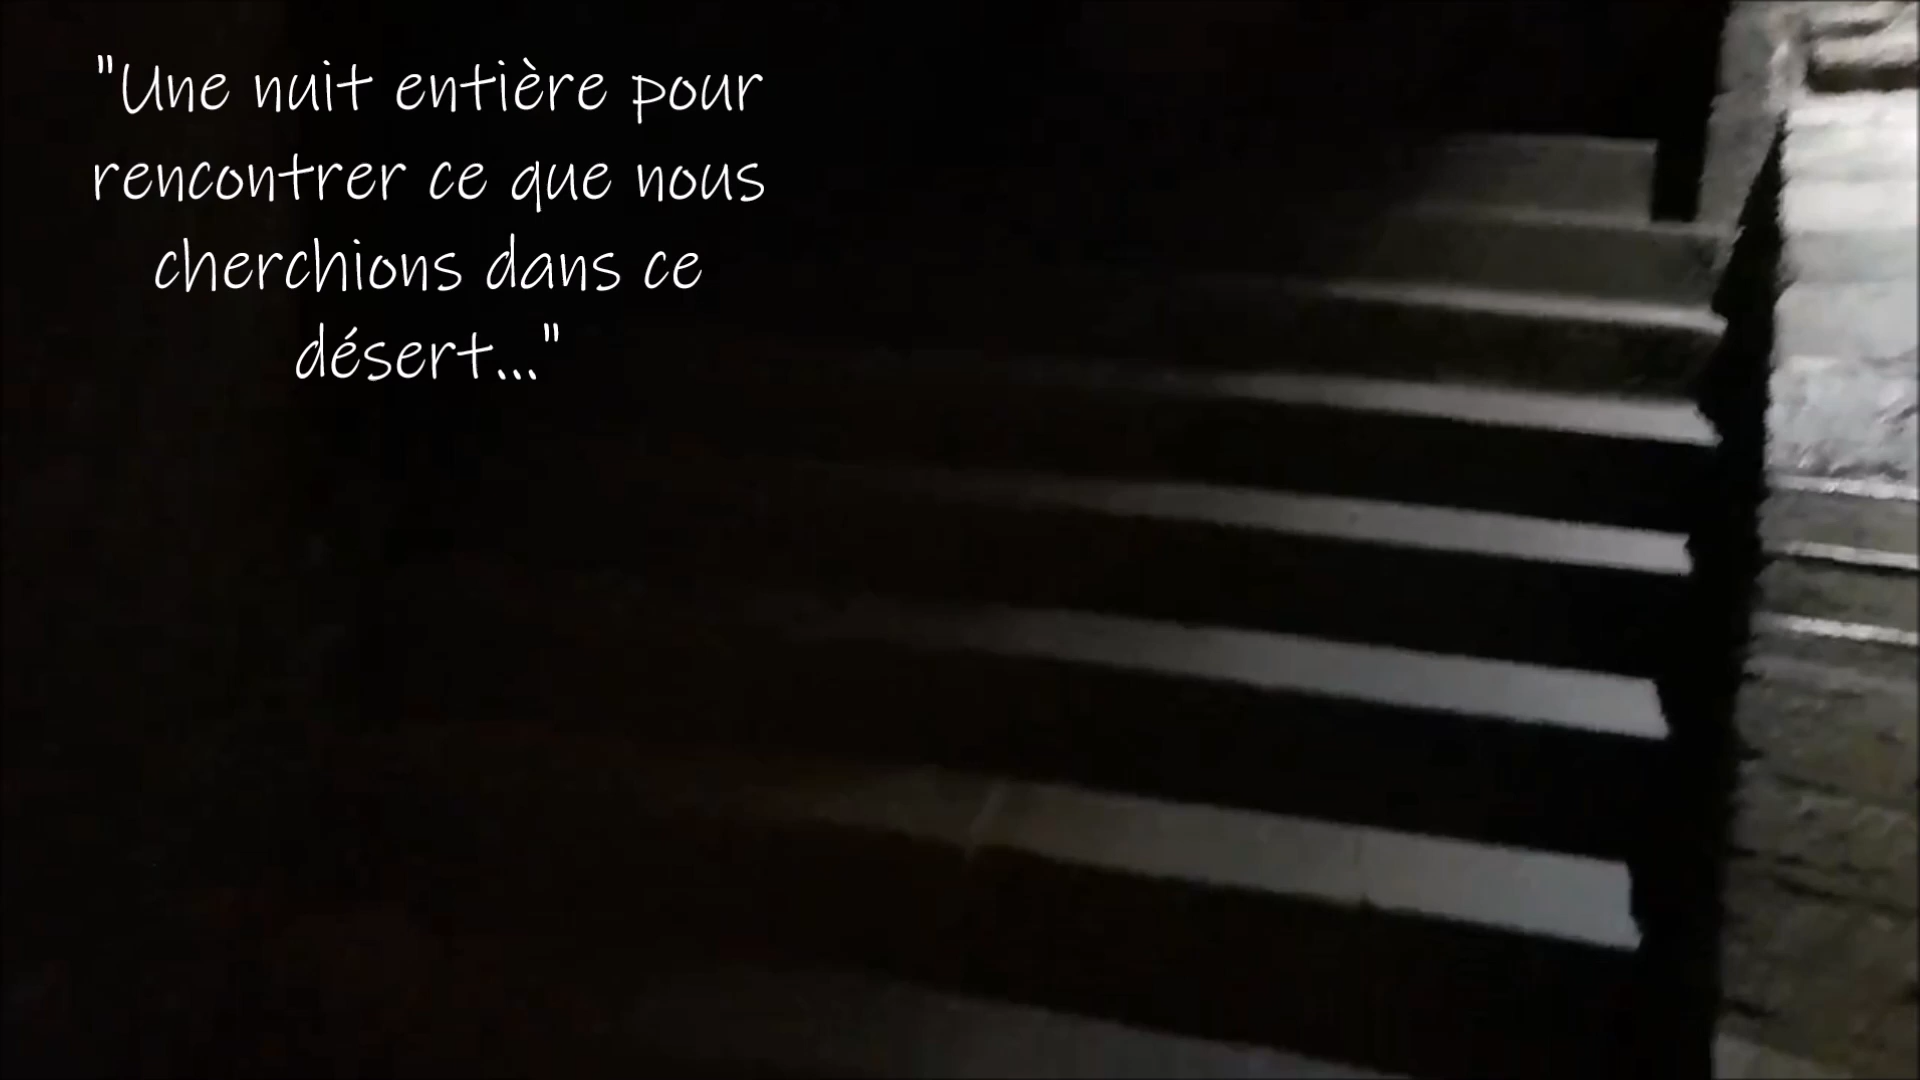 "Une nuit entière pour
rencontrer ce que nous
cherchions dans ce
désert..."